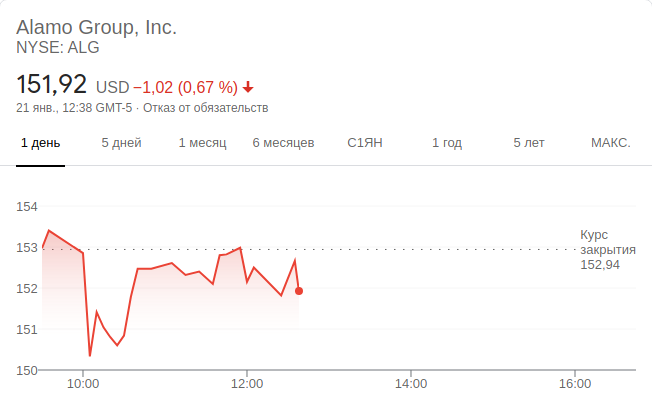 Alamo Group, Inc.
NYSE: ALG
151,92 USD −1,02 (0,67 %)
21 янв., 12:38 GMT-5 · Отказ от обязательств
1 день 5 дней 1 месяц 6 месяцев С1ЯН 1 год 5 лет МАКС.
154
153
152
151
150
Курс
закрытия
152,94
10:00 12:00 14:00 16:00